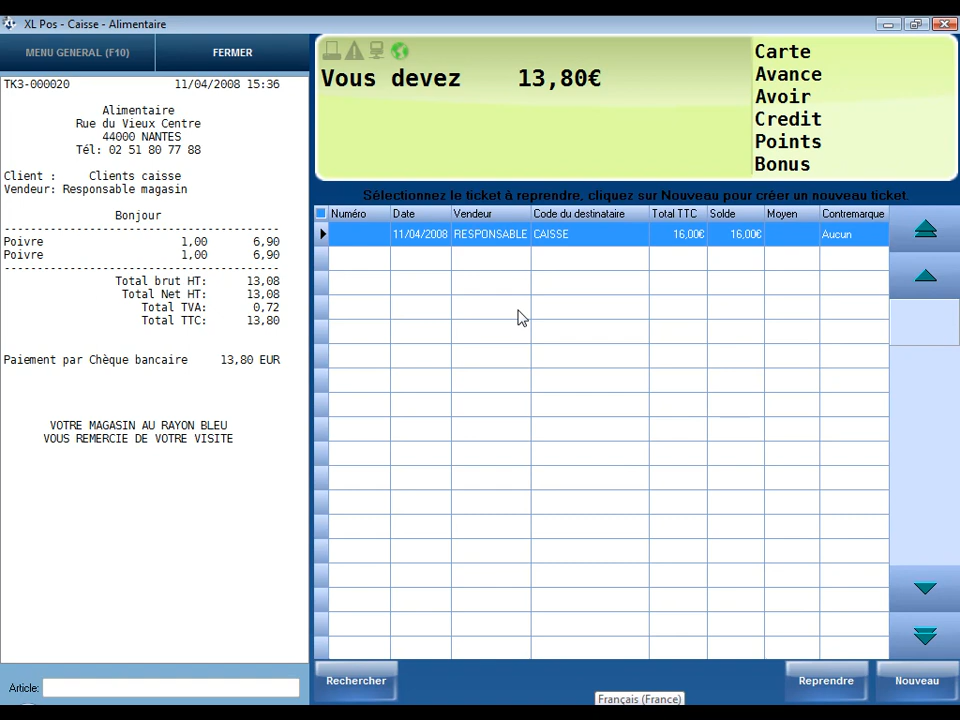 XL Pos - Caisse - Alimentaire
MENU GENERAL (F10) FERMER
TK3-000020 11/04/2008 15:36
Alimentaire
Rue du Vieux Centre
44000 NANTES
Tél: 02 51 80 77 88
Client : Clients caisse
Vendeur: Responsable magasin
Bonjour
Poivre 1,00 6,90
Poivre 1,00 6,90
Total brut HT: 13,08
Total Net HT: 13,08
Total TVA: 0,72
Total TTC: 13,80
Paiement par Chèque bancaire 13,80 EUR
VOTRE MAGASIN AU RAYON BLEU
VOUS REMERCIE DE VOTRE VISITE
Article:
Vous devez 13,80€
Carte
Avance
Avoir
Credit
Points
Bonus
Sélectionnez le ticket à reprendre, cliquez sur Nouveau pour créer un nouveau ticket.
Numéro Date Vendeur Code du destinataire Total TTC Solde Moyen Contremarque
11/04/2008 RESPONSABLE CAISSE 16,00€ 16,00€ Aucun
Rechercher Reprendre Nouveau
Français (France)